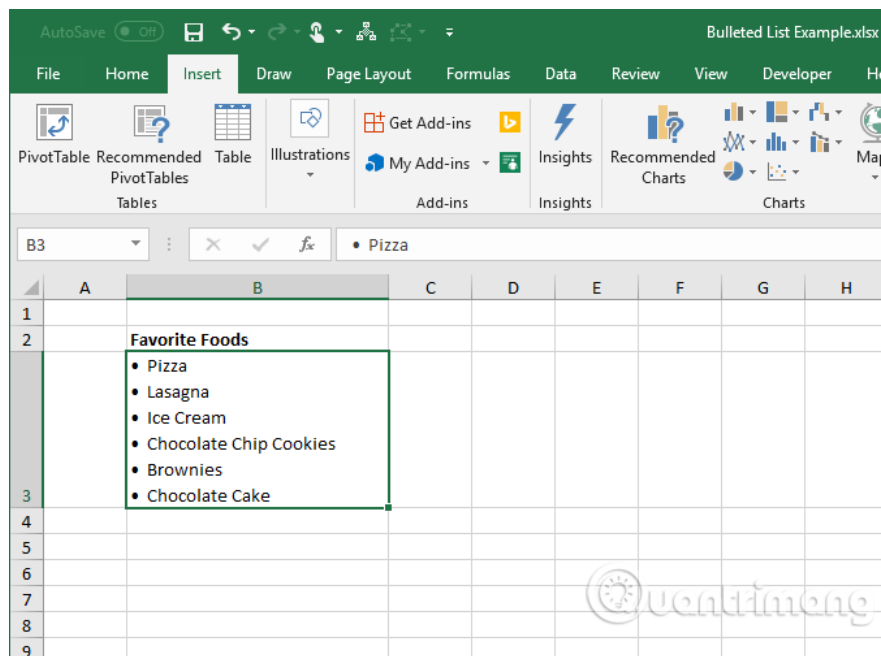 AutoSave Off Bulleted List Example.xlsx
File Home Insert Draw Page Layout Formulas Data Review View Developer
PivotTable Recommended PivotTables Table
Illustrations
Get Add-ins
My Add-ins
Insights
Recommended Charts
Tables Add-ins Insights Charts
B3 fx • Pizza
A B C D E F G H
1
2 Favorite Foods
• Pizza
• Lasagna
• Ice Cream
• Chocolate Chip Cookies
• Brownies
3 • Chocolate Cake
4
5
6
7
8
9
Quantrimang